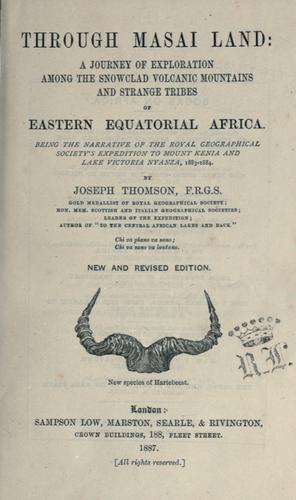 THROUGH MASAI LAND:
A JOURNEY OF EXPLORATION
AMONG THE SNOWCLAD VOLCANIC MOUNTAINS
AND STRANGE TRIBES
OF
EASTERN EQUATORIAL AFRICA.
BEING THE NARRATIVE OF THE ROYAL GEOGRAPHICAL
SOCIETY'S EXPEDITION TO MOUNT KENIA AND
LAKE VICTORIA NYANZA, 1883-1884.
BY
JOSEPH THOMSON, F.R.G.S.
GOLD MEDALLIST OF ROYAL GEOGRAPHICAL SOCIETY;
HON. MEM. SCOTTISH AND ITALIAN GEOGRAPHICAL SOCIETIES;
LEADER OF THE EXPEDITION;
AUTHOR OF "TO THE CENTRAL AFRICAN LAKES AND BACK."
Chi va piano va sano;
Chi va sano va lontano.
NEW AND REVISED EDITION.
New species of Hartebeest.
London:
SAMPSON LOW, MARSTON, SEARLE, & RIVINGTON,
CROWN BUILDINGS, 188, FLEET STREET.
1887.
[All rights reserved.]